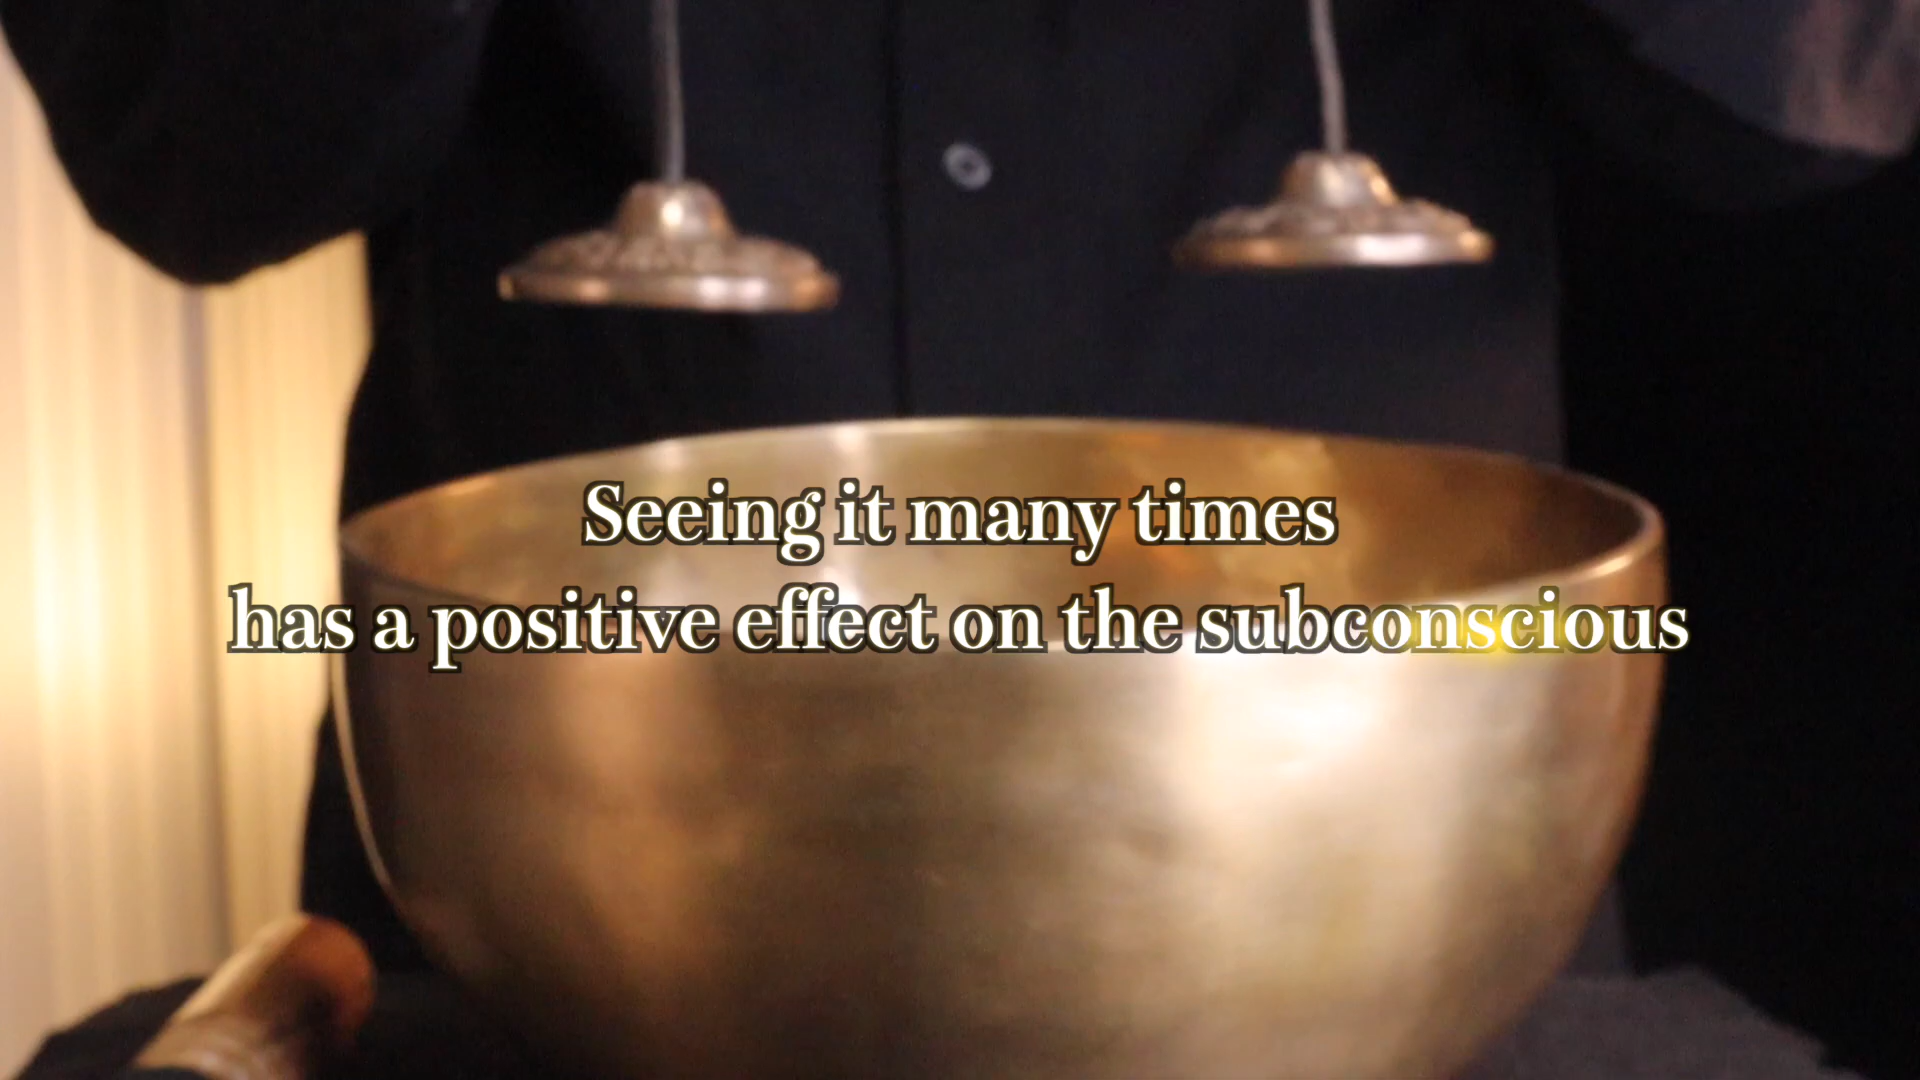 Seeing it many times
has a positive effect on the subconscious